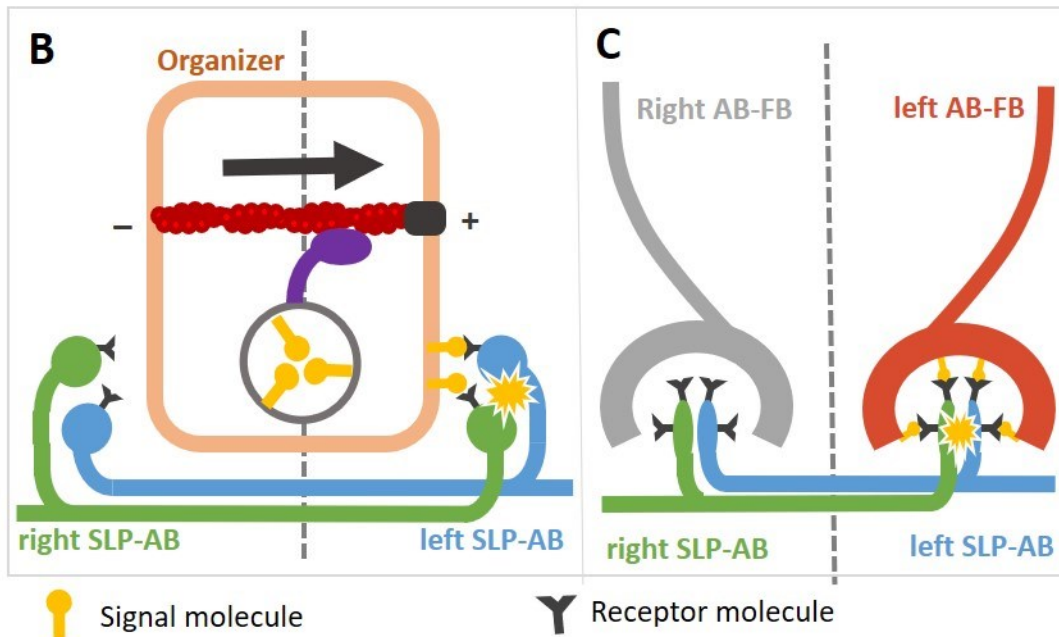 B
Organizer
–
+
right SLP-AB
left SLP-AB
C
Right AB-FB
left AB-FB
right SLP-AB
left SLP-AB
Signal molecule
Receptor molecule